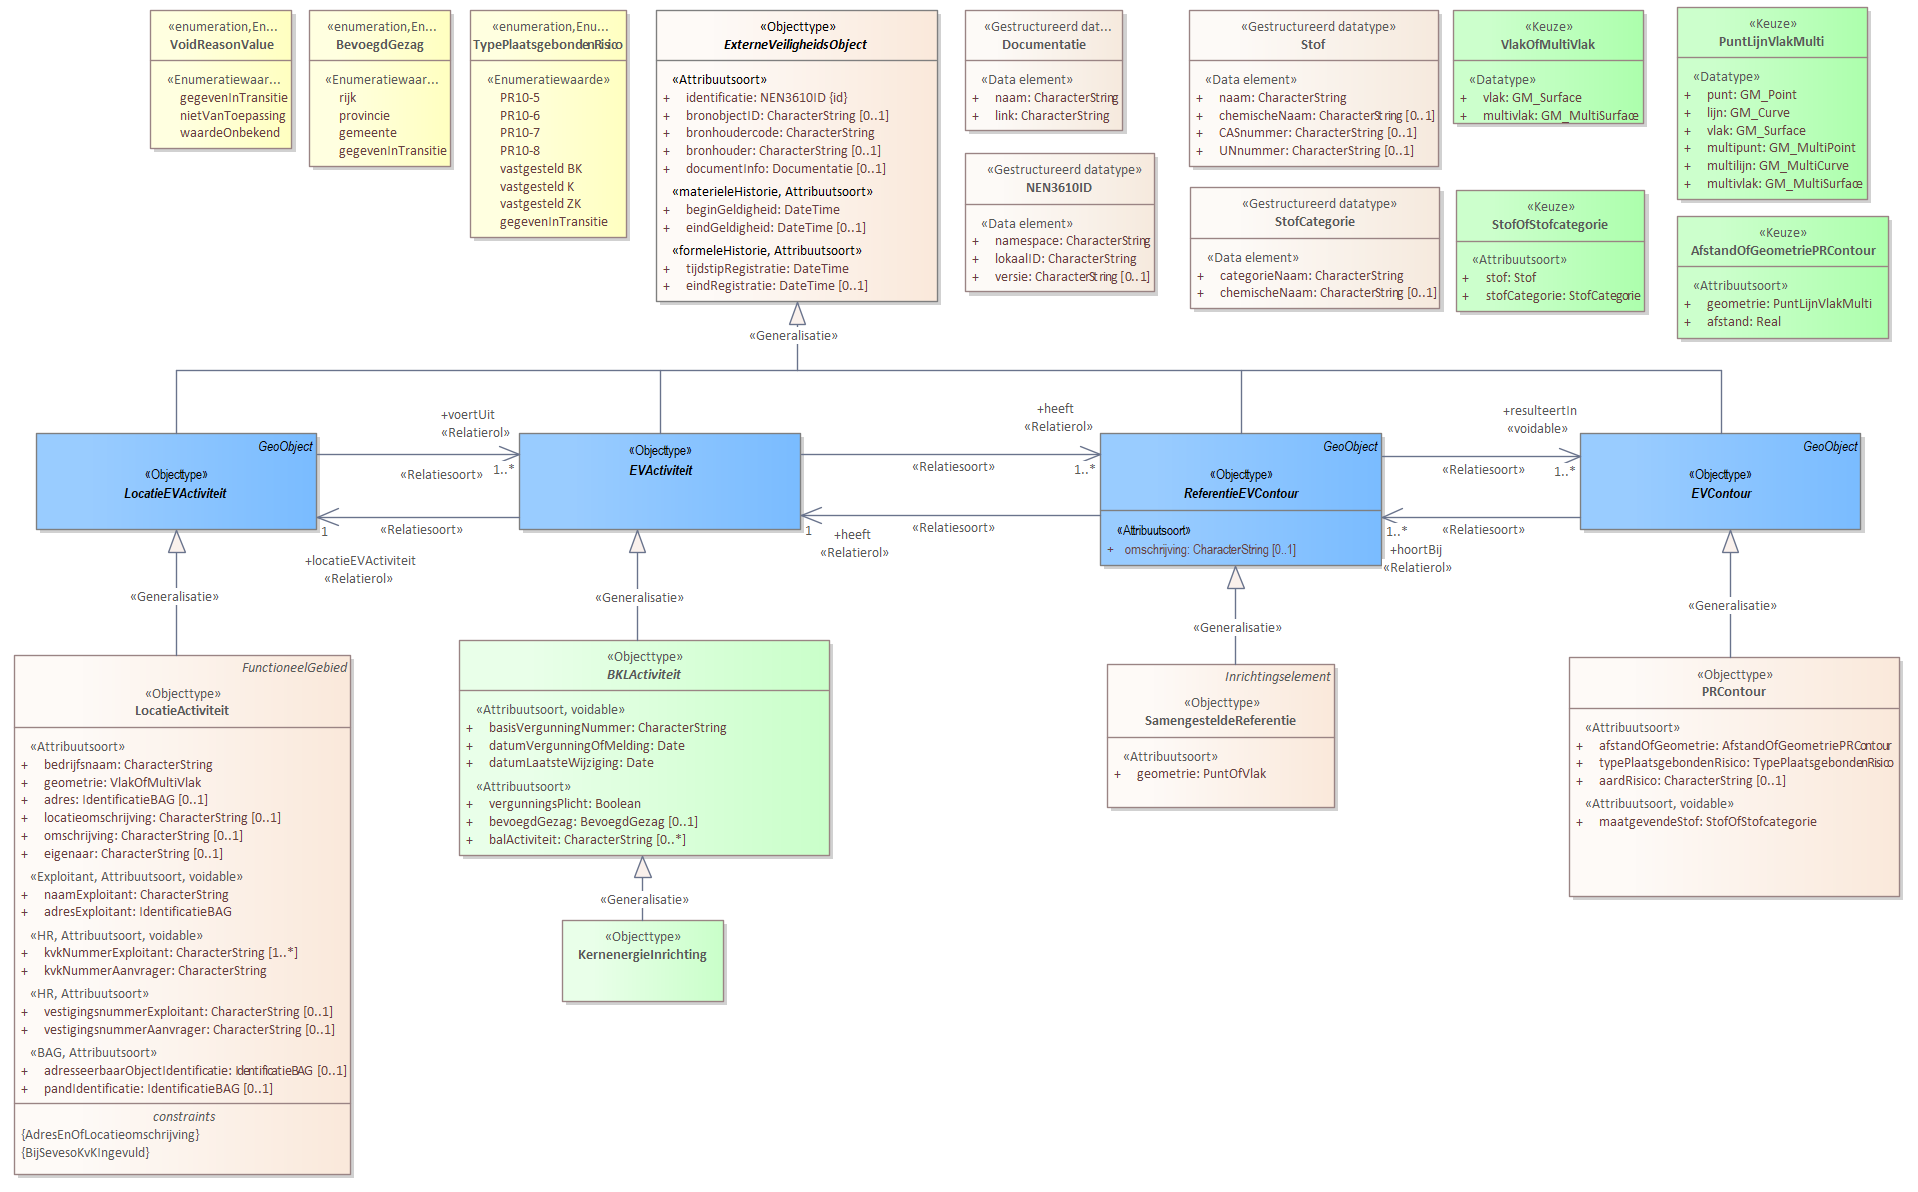 «enumeration,En...
VoidReasonValue
«Enumeratiewaar...
gegevenInTransitie
nietVanToepassing
waardeOnbekend
«enumeration,Enu...
BevoegdGezag
«Enumeratiewaar...
rijk
provincie
gemeente
gegevenInTransitie
«enumeration,Enu...
TypePlaatsgebondenRisico
«Enumeratiewaarde»
PR10-5
PR10-6
PR10-7
PR10-8
vastgesteld BK
vastgesteld K
vastgesteld ZK
gegevenInTransitie
«Objecttype»
ExterneVeiligheidsObject
«Attribuutsoort»
+ identificatie: NEN3610ID {id}
+ bronobjectID: CharacterString [0..1]
+ bronhoudercode: CharacterString
+ bronhouder: CharacterString [0..1]
+ documentInfo: Documentatie [0..1]
«materieleHistorie, Attribuutsoort»
+ beginGeldigheid: DateTime
+ eindGeldigheid: DateTime [0..1]
«formeleHistorie, Attribuutsoort»
+ tijdstipRegistratie: DateTime
+ eindRegistratie: DateTime [0..1]
«Gestructureerd dat...
Documentatie
«Data element»
+ naam: CharacterString
+ link: CharacterString
«Gestructureerd datatype»
NEN3610ID
«Data element»
+ namespace: CharacterString
+ lokaalID: CharacterString
+ versie: CharacterString [0..1]
«Gestructureerd datatype»
Stof
«Data element»
+ naam: CharacterString
+ chemischeNaam: CharacterString [0..1]
+ CASnummer: CharacterString [0..1]
+ UNnummer: CharacterString [0..1]
«Gestructureerd datatype»
StofCategorie
«Data element»
+ categorieNaam: CharacterString
+ chemischeNaam: CharacterString [0..1]
«Keuze»
VlakOfMultiVlak
«Datatype»
+ vlak: GM_Surface
+ multivlak: GM_MultiSurface
«Keuze»
StofOfStofcategorie
«Attribuutsoort»
+ stof: Stof
+ stofCategorie: StofCategorie
«Keuze»
PuntLijnVlakMulti
«Datatype»
+ punt: GM_Point
+ lijn: GM_Curve
+ vlak: GM_Surface
+ multipunt: GM_MultiPoint
+ multilijn: GM_MultiCurve
+ multivlak: GM_MultiSurface
«Keuze»
AfstandOfGeometriePRContour
«Attribuutsoort»
+ geometrie: PuntLijnVlakMulti
+ afstand: Real
«Generalisatie»
GeoObject
«Objecttype»
LocatieEVActiviteit
+voertUit
«Relatierol»
«Relatiesoort»
1..*
«Relatiesoort»
1
+locatieEVActiviteit
«Relatierol»
«Objecttype»
EVActiviteit
+heeft
«Relatierol»
«Relatiesoort»
1..*
«Relatiesoort»
1
+heeft
«Relatierol»
GeoObject
«Objecttype»
ReferentieEVContour
«Attribuutsoort»
+ omschrijving: CharacterString [0..1]
+resulteertIn
«voidable»
«Relatiesoort»
1..*
«Relatiesoort»
1..*
+hoortBij
«Relatierol»
GeoObject
«Objecttype»
EVContour
«Generalisatie»
«Generalisatie»
«Generalisatie»
«Generalisatie»
FunctioneelGebied
«Objecttype»
LocatieActiviteit
«Attribuutsoort»
+ bedrijfsnaam: CharacterString
+ geometrie: VlakOfMultiVlak
+ adres: IdentificatieBAG [0..1]
+ locatieomschrijving: CharacterString [0..1]
+ omschrijving: CharacterString [0..1]
+ eigenaar: CharacterString [0..1]
«Exploitant, Attribuutsoort, voidable»
+ naamExploitant: CharacterString
+ adresExploitant: IdentificatieBAG
«HR, Attribuutsoort, voidable»
+ kvkNummerExploitant: CharacterString [1..*]
+ kvkNummerAanvrager: CharacterString
«HR, Attribuutsoort»
+ vestigingsnummerExploitant: CharacterString [0..1]
+ vestigingsnummerAanvrager: CharacterString [0..1]
«BAG, Attribuutsoort»
+ adresseerbaarObjectIdentificatie: IdentificatieBAG [0..1]
+ pandIdentificatie: IdentificatieBAG [0..1]
constraints
{AdresEnOfLocatieomschrijving}
{BijSevesoKvKIngevuld}
«Objecttype»
BKLActiviteit
«Attribuutsoort, voidable»
+ basisVergunningNummer: CharacterString
+ datumVergunningOfMelding: Date
+ datumLaatsteWijziging: Date
«Attribuutsoort»
+ vergunningsPlicht: Boolean
+ bevoegdGezag: BevoegdGezag [0..1]
+ balActiviteit: CharacterString [0..*]
«Generalisatie»
«Objecttype»
KernenergieInrichting
Inrichtingselement
«Objecttype»
SamengesteldeReferentie
«Attribuutsoort»
+ geometrie: PuntOfVlak
«Objecttype»
PRContour
«Attribuutsoort»
+ afstandOfGeometrie: AfstandOfGeometriePRContour
+ typePlaatsgebondenRisico: TypePlaatsgebondenRisico
+ aardRisico: CharacterString [0..1]
«Attribuutsoort, voidable»
+ maatgevendeStof: StofOfStofcategorie